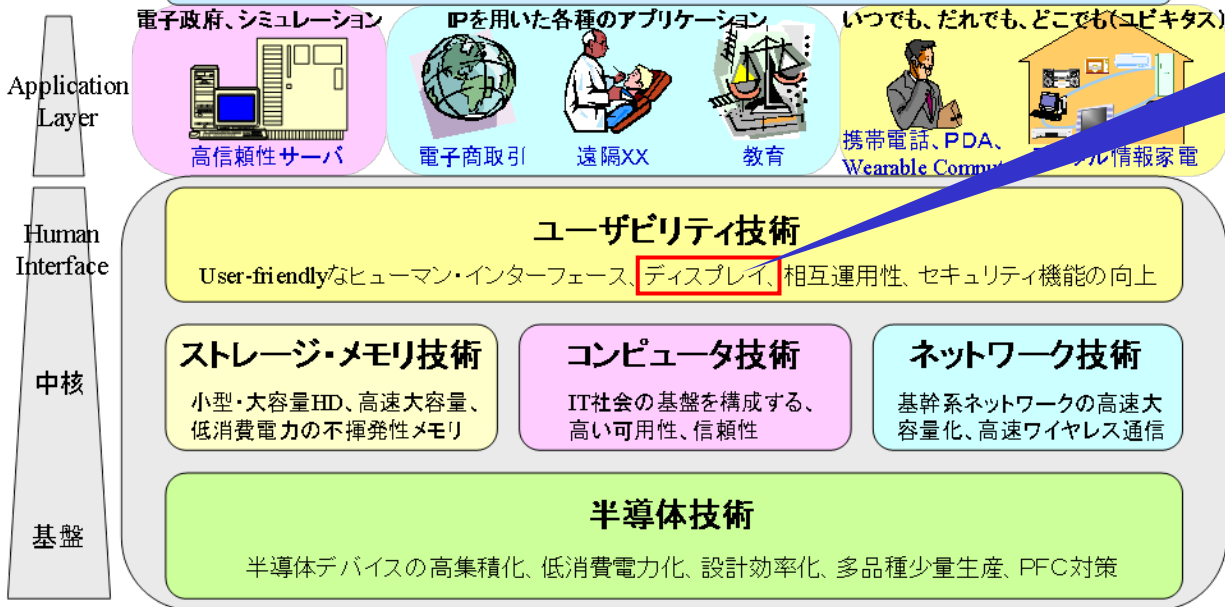 電子政府、シミュレーション
IPを用いた各種のアプリケーション
いつでも、だれでも、どこでも(ユビキタス)
Application
Layer
高信頼性サーバ
電子商取引
遠隔XX
教育
携帯電話、PDA、
Wearable
情報家電
Human
Interface
ユーザビリティ技術
User-friendlyなヒューマン・インターフェース、ディスプレイ、相互運用性、セキュリティ機能の向上
中核
ストレージ・メモリ技術
小型・大容量HD、高速大容量、
低消費電力の不揮発性メモリ
コンピュータ技術
IT社会の基盤を構成する、
高い可用性、信頼性
ネットワーク技術
基幹系ネットワークの高速大
容量化、高速ワイヤレス通信
基盤
半導体技術
半導体デバイスの高集積化、低消費電力化、設計効率化、多品種少量生産、PFC対策